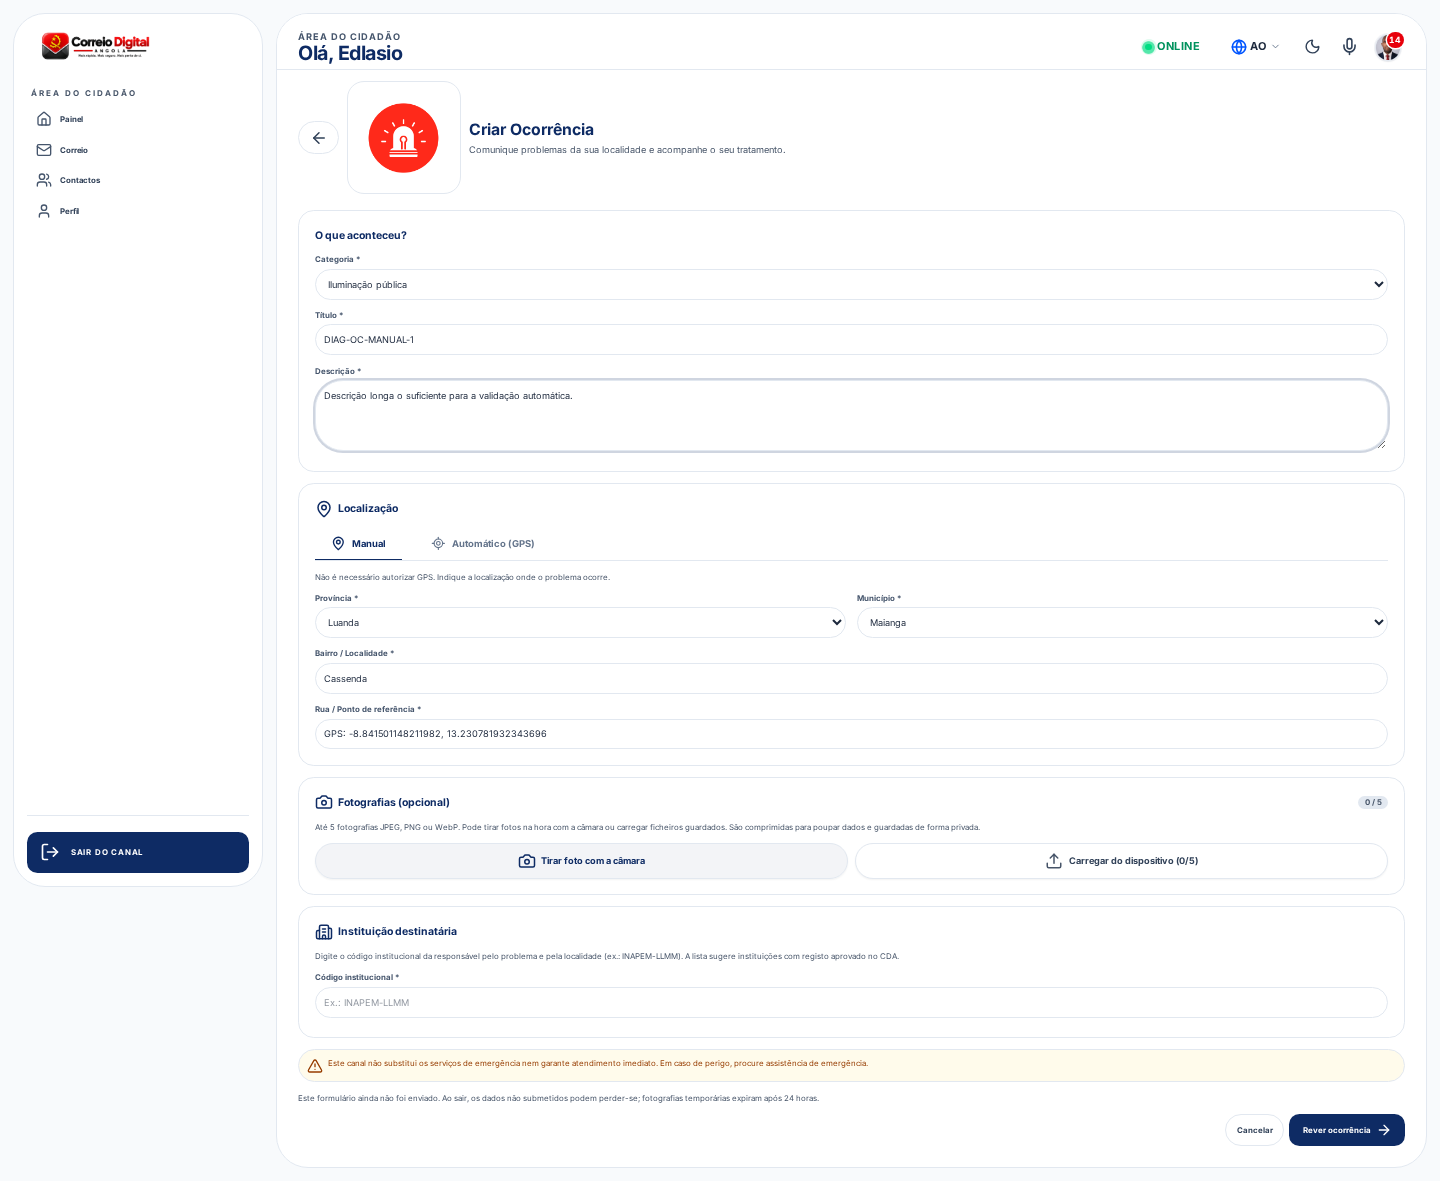 Correio Digital
ANGOLA
ÁREA DO CIDADÃO
Painel
Correio
Contactos
Perfil
SAIR DO CANAL
ÁREA DO CIDADÃO
Olá, Edlasio
ONLINE
AO
14
Criar Ocorrência
Comunique problemas da sua localidade e acompanhe o seu tratamento.
O que aconteceu?
Categoria *
Iluminação pública
Título *
DIAG-OC-MANUAL-1
Descrição *
Descrição longa o suficiente para a validação automática.
Localização
Manual
Automático (GPS)
Não é necessário autorizar GPS. Indique a localização onde o problema ocorre.
Província *
Município *
Luanda
Maianga
Bairro / Localidade *
Cassenda
Rua / Ponto de referência *
GPS: -8.841501148211982, 13.230781932343696
Fotografias (opcional)
0 / 5
Até 5 fotografias JPEG, PNG ou WebP. Pode tirar fotos na hora com a câmara ou carregar ficheiros guardados. São comprimidas para poupar dados e guardadas de forma privada.
Tirar foto com a câmara
Carregar do dispositivo (0/5)
Instituição destinatária
Digite o código institucional da responsável pelo problema e pela localidade (ex.: INAPEM-LLMM). A lista sugere instituições com registo aprovado no CDA.
Código institucional *
Ex.: INAPEM-LLMM
Este canal não substitui os serviços de emergência nem garante atendimento imediato. Em caso de perigo, procure assistência de emergência.
Este formulário ainda não foi enviado. Ao sair, os dados não submetidos podem perder-se; fotografias temporárias expiram após 24 horas.
Cancelar
Rever ocorrência